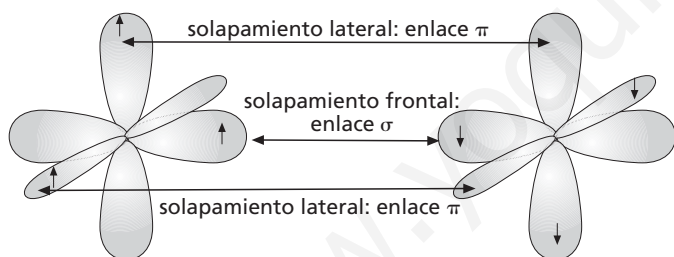 solapamiento lateral: enlace π
solapamiento frontal:
enlace σ
solapamiento lateral: enlace π